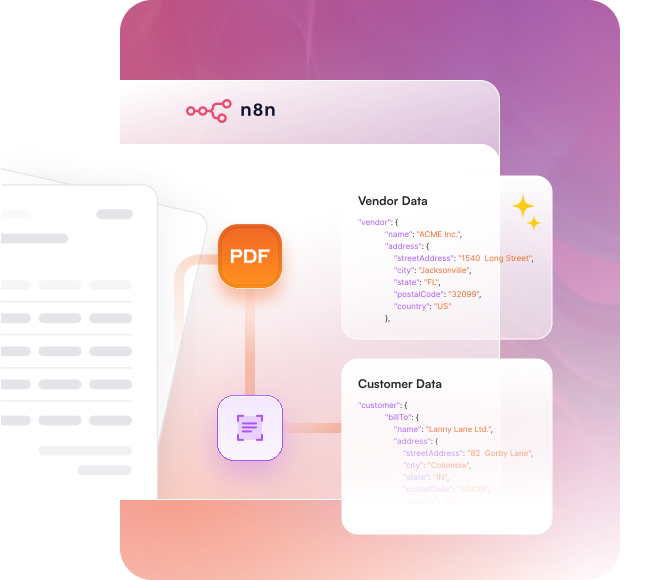 n8n
PDF
Vendor Data
"vendor": {
"name": "ACME Inc.",
"address": {
"streetAddress": "1540 Long Street",
"city": "Jacksonville",
"state": "FL",
"postalCode": "32099",
"country": "US"
},
Customer Data
"customer": {
"billTo": {
"name": "Lanny Lane Ltd.",
"address": {
"streetAddress": "82 Gorby Lane",
"city": "Columbia",
"state": "IN",
"postalCode": "39429",